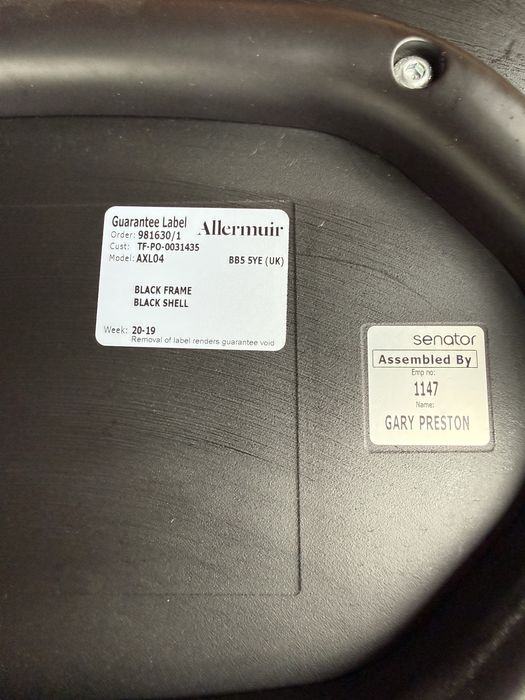 Guarantee Label Allermuir
Order: 981630/1
Cust: TF-PO-0031435
Model: AXL04 BB5 5YE (UK)
BLACK FRAME
BLACK SHELL
Week: 20-19
Removal of label renders guarantee void
senator
Assembled By
Emp no:
1147
Name:
GARY PRESTON